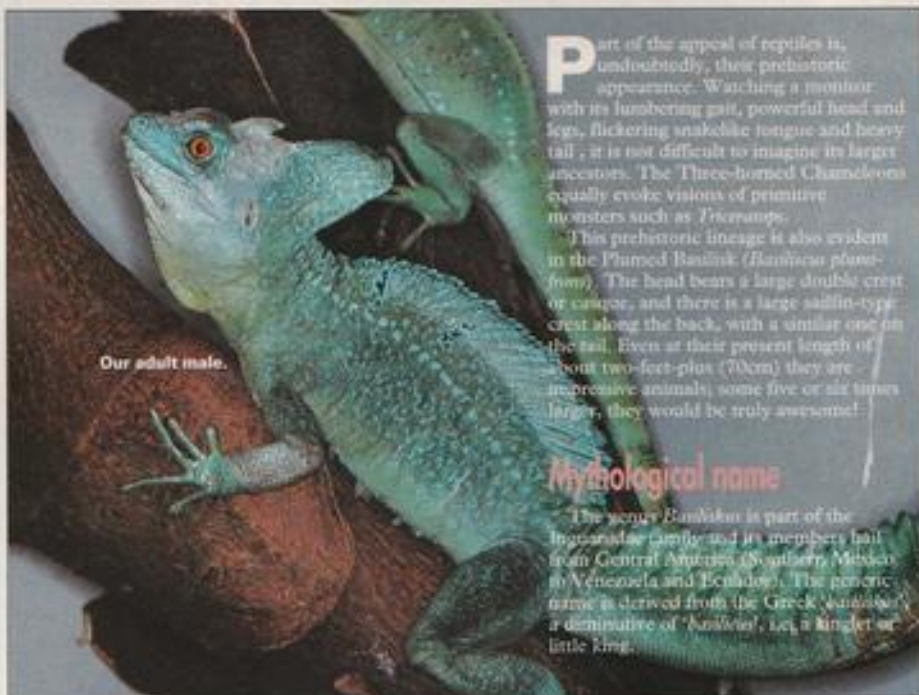 Part of the appeal of reptiles is,
undoubtedly, their prehistoric
appearance. Watching a monitor
with its lumbering gait, powerful head and
legs, flickering snakelike tongue and heavy
tail , it is not difficult to imagine its larger
ancestors. The Three-horned Chameleons
equally evoke visions of primitive
monsters such as Triceratops.
This prehistoric lineage is also evident
in the Plumed Basilisk (Basiliscus plumi-
frons). The head bears a large double crest
or casque, and there is a large sailfin-type
crest along the back, with a similar one on
the tail. Even at their present length of
about two-feet-plus (70cm) they are
impressive animals; some five or six times
larger, they would be truly awesome!
Our adult male.
Mythological name
The genus is part of the
family and its members hail
from Central America (Southern Mexico
to Venezuela and Ecuador). The generic
name is derived from the Greek
a diminutive of i.e, a kinglet or
little king.